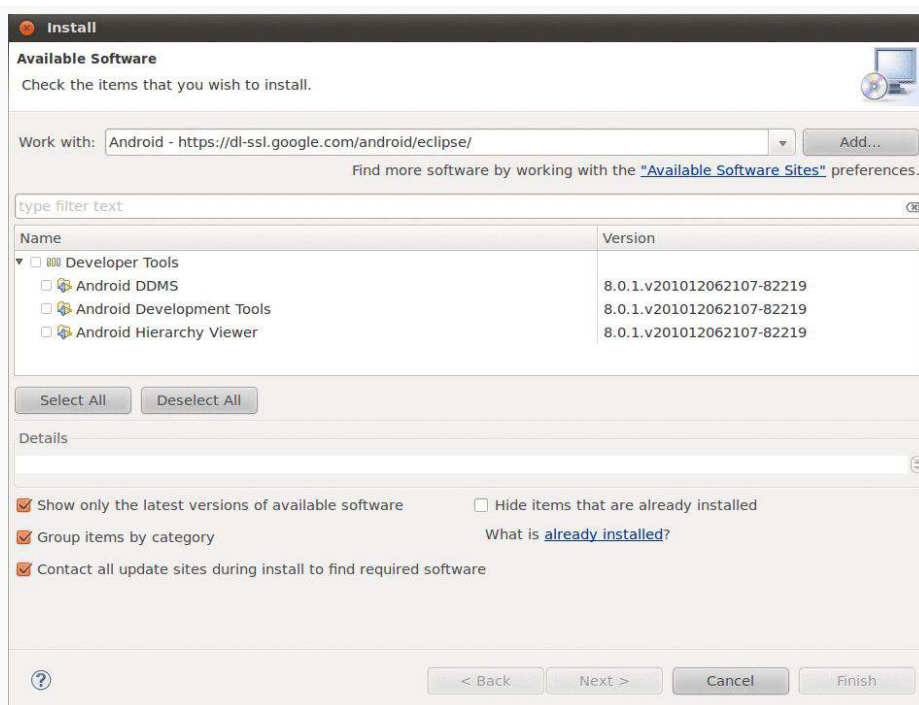 Install
Available Software
Check the items that you wish to install.
Work with: Android - https://dl-ssl.google.com/android/eclipse/ Add...
Find more software by working with the "Available Software Sites" preferences.
type filter text
Name Version
Developer Tools
Android DDMS 8.0.1.v201012062107-82219
Android Development Tools 8.0.1.v201012062107-82219
Android Hierarchy Viewer 8.0.1.v201012062107-82219
Select All Deselect All
Details
Show only the latest versions of available software Hide items that are already installed
Group items by category What is already installed?
Contact all update sites during install to find required software
? < Back Next > Cancel Finish